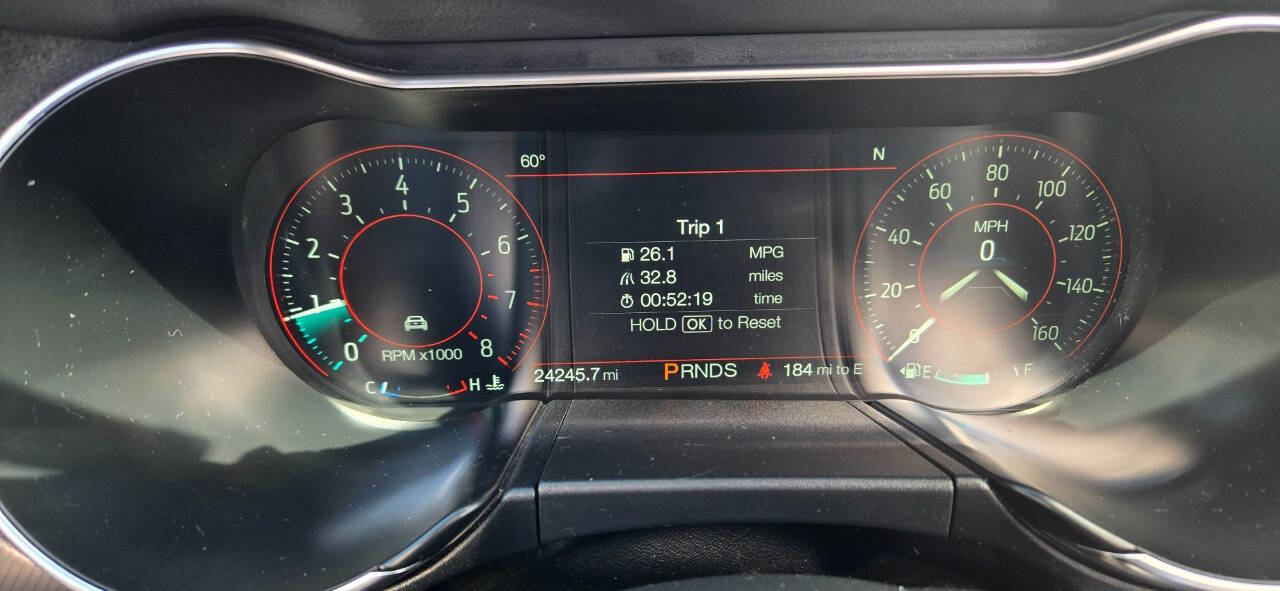 60°
N
4
3
5
2
6
1
7
0
8
RPM x1000
C
H
Trip 1
26.1 MPG
32.8 miles
00:52:19 time
HOLD OK to Reset
24245.7 mi
PRNDS
184 mi to E
80
60
100
40
120
20
140
0
160
MPH
0
E
F